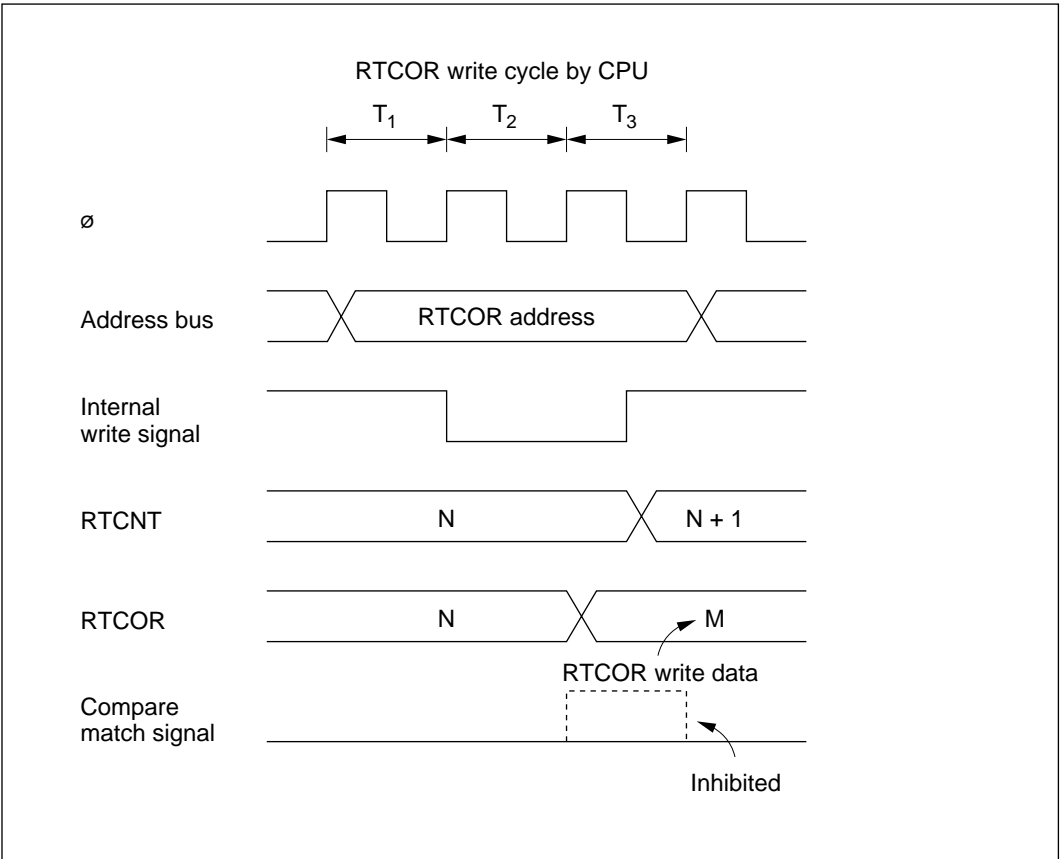 RTCOR write cycle by CPU
T1 T2 T3
ø
Address bus
RTCOR address
Internal
write signal
RTCNT
N
N + 1
RTCOR
N
M
RTCOR write data
Compare
match signal
Inhibited